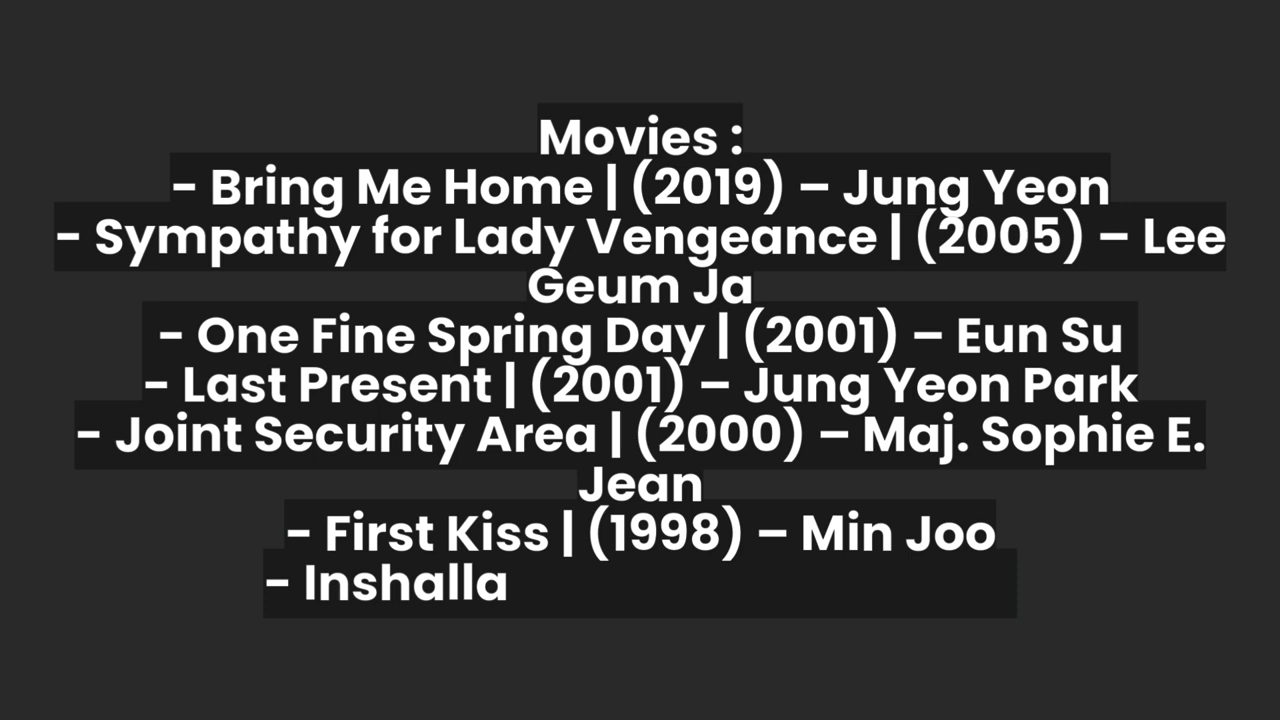 Movies :
- Bring Me Home | (2019) – Jung Yeon
- Sympathy for Lady Vengeance | (2005) – Lee
Geum Ja
- One Fine Spring Day | (2001) – Eun Su
- Last Present | (2001) – Jung Yeon Park
- Joint Security Area | (2000) – Maj. Sophie E.
Jean
- First Kiss | (1998) – Min Joo
- Inshalla